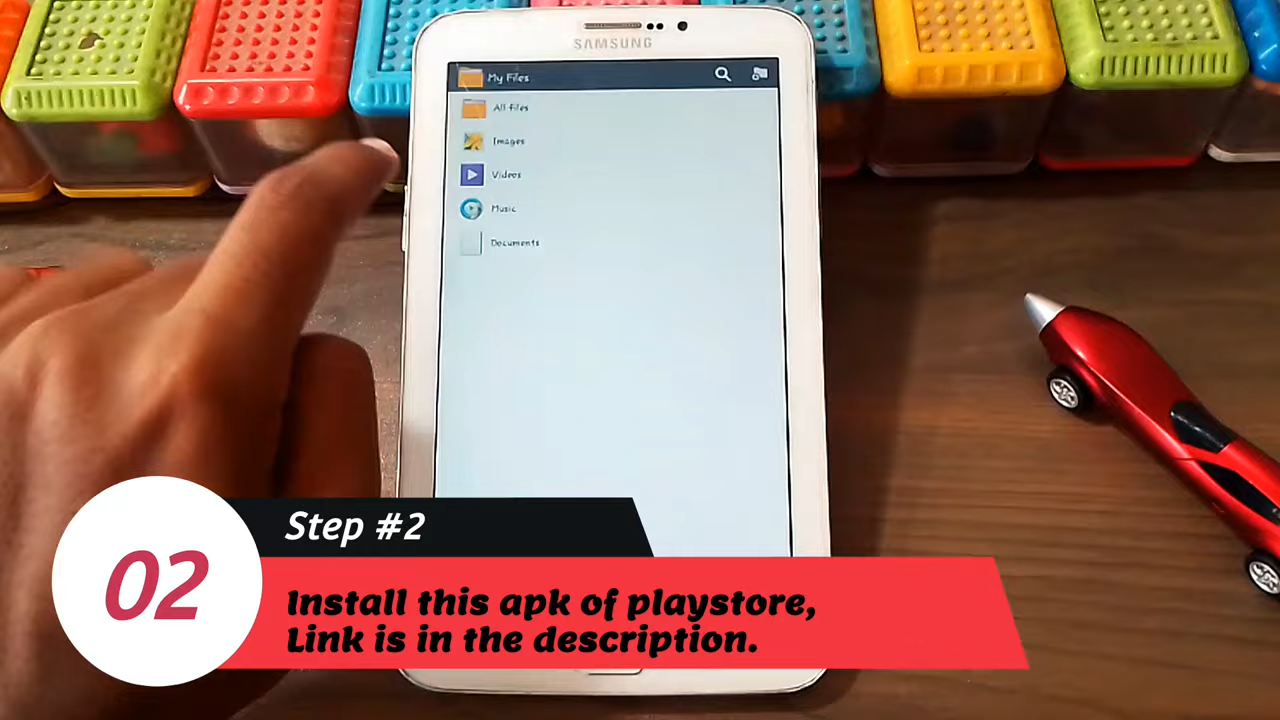 SAMSUNG
My Files
All files
Images
Videos
Music
Documents
Step #2
02
Install this apk of playstore,
Link is in the description.